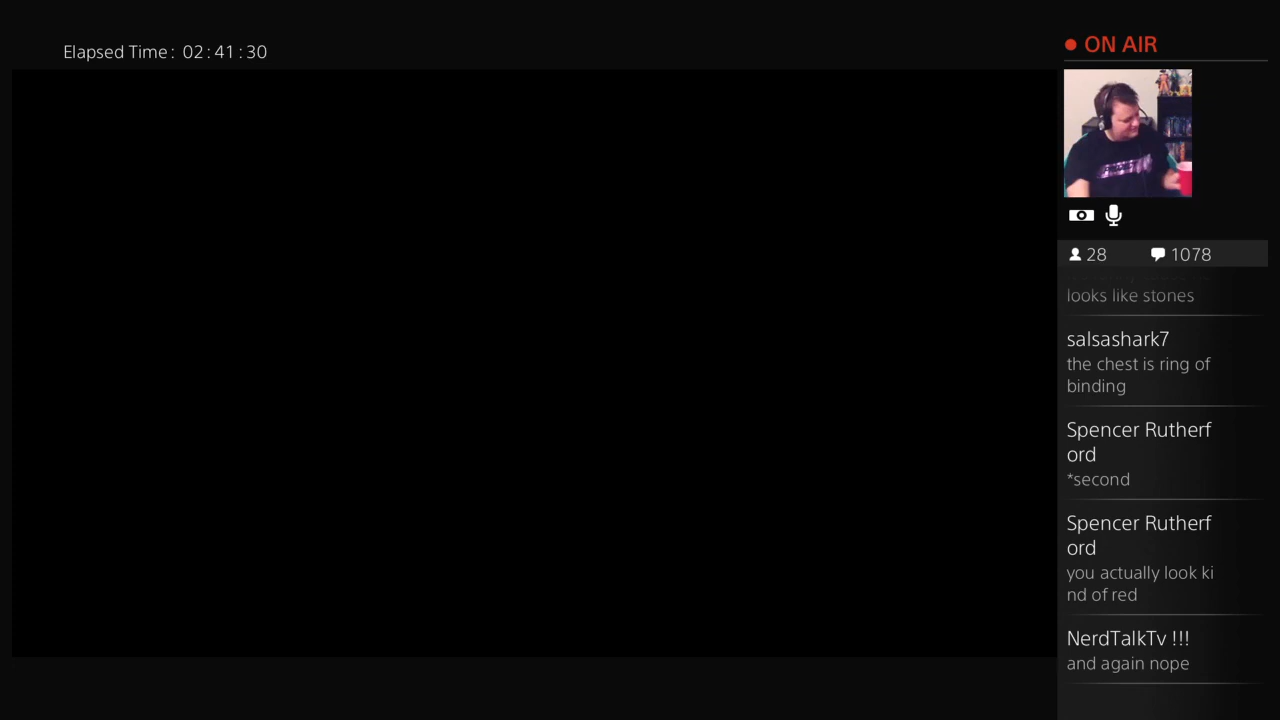 Elapsed Time: 02:41:30
ON AIR
28
1078
looks like stones
salsashark7
the chest is ring of
binding
Spencer Rutherf
ord
*second
Spencer Rutherf
ord
you actually look ki
nd of red
NerdTalkTv !!!
and again nope